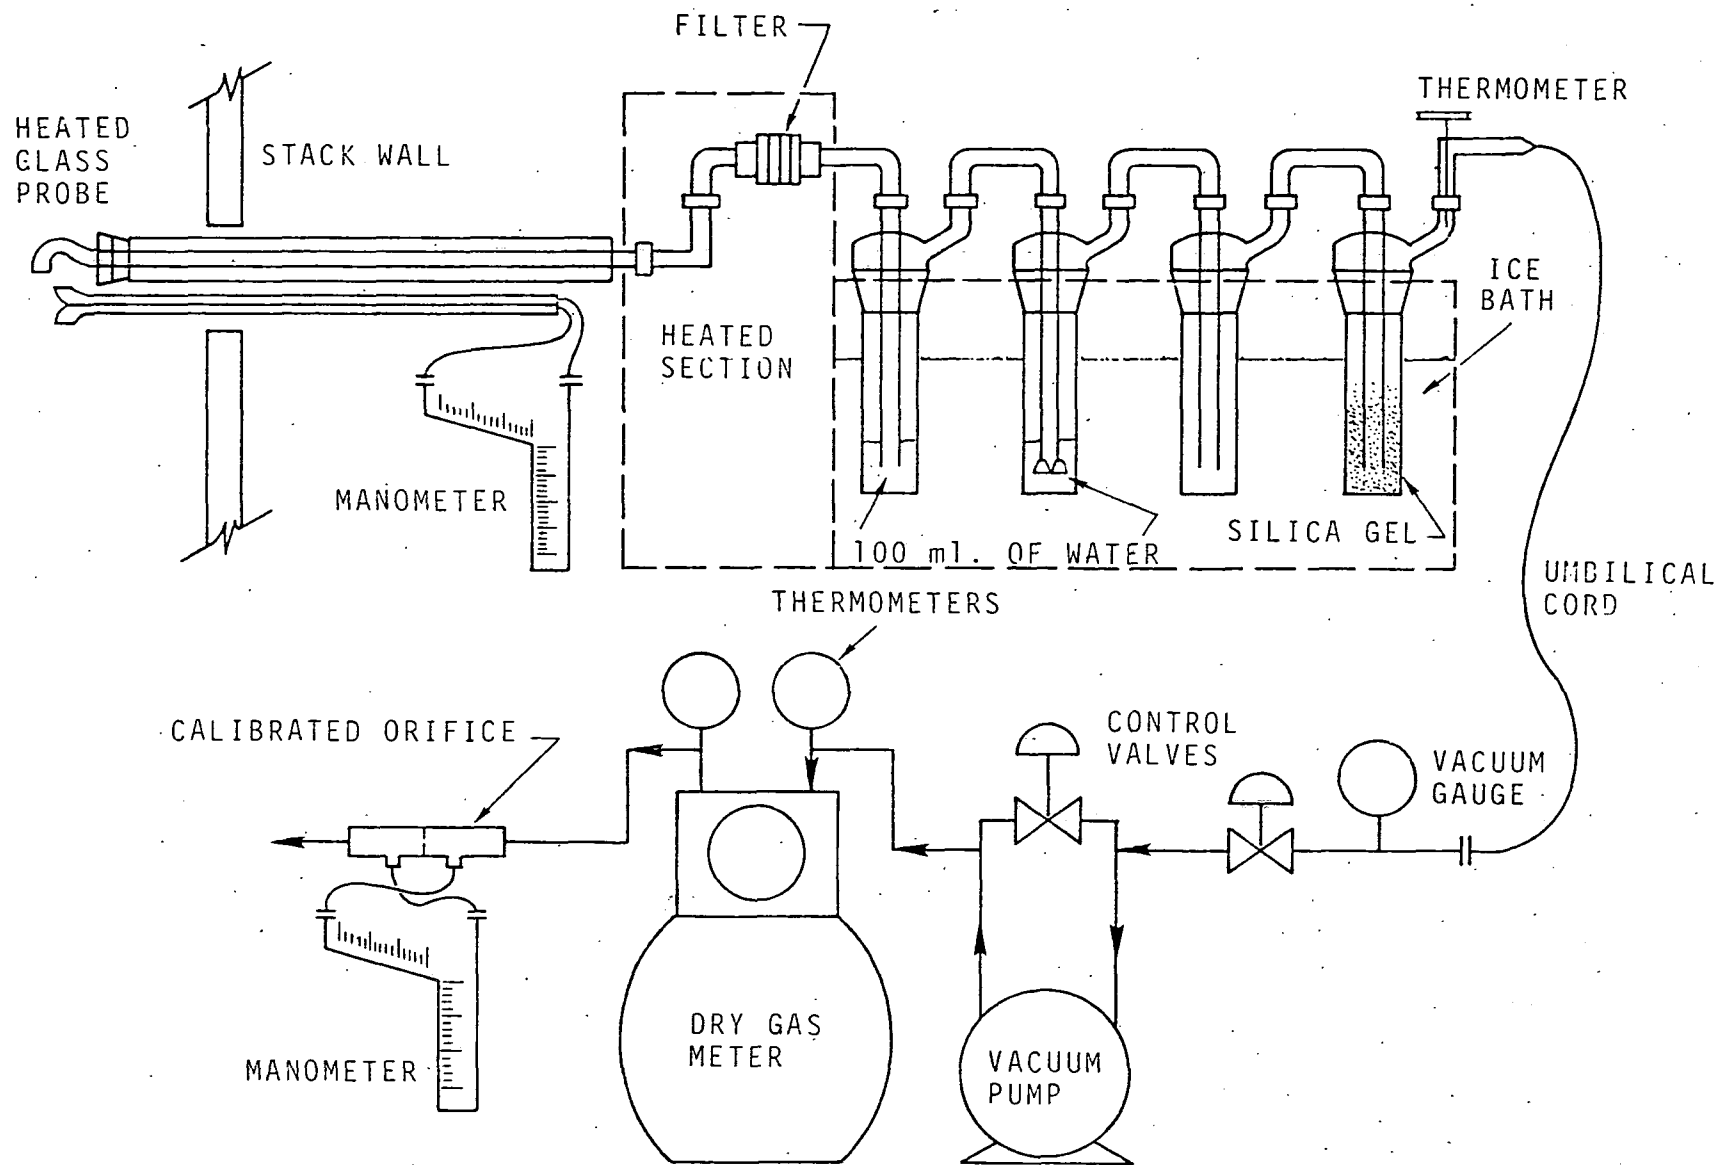 FILTER
THERMOMETER
HEATED
GLASS
PROBE
STACK WALL
ICE
BATH
HEATED
SECTION
MANOMETER
SILICA GEL
100 ml. OF WATER
UMBILICAL
CORD
THERMOMETERS
CALIBRATED ORIFICE
CONTROL
VALVES
VACUUM
GAUGE
DRY GAS
METER
VACUUM
PUMP
MANOMETER